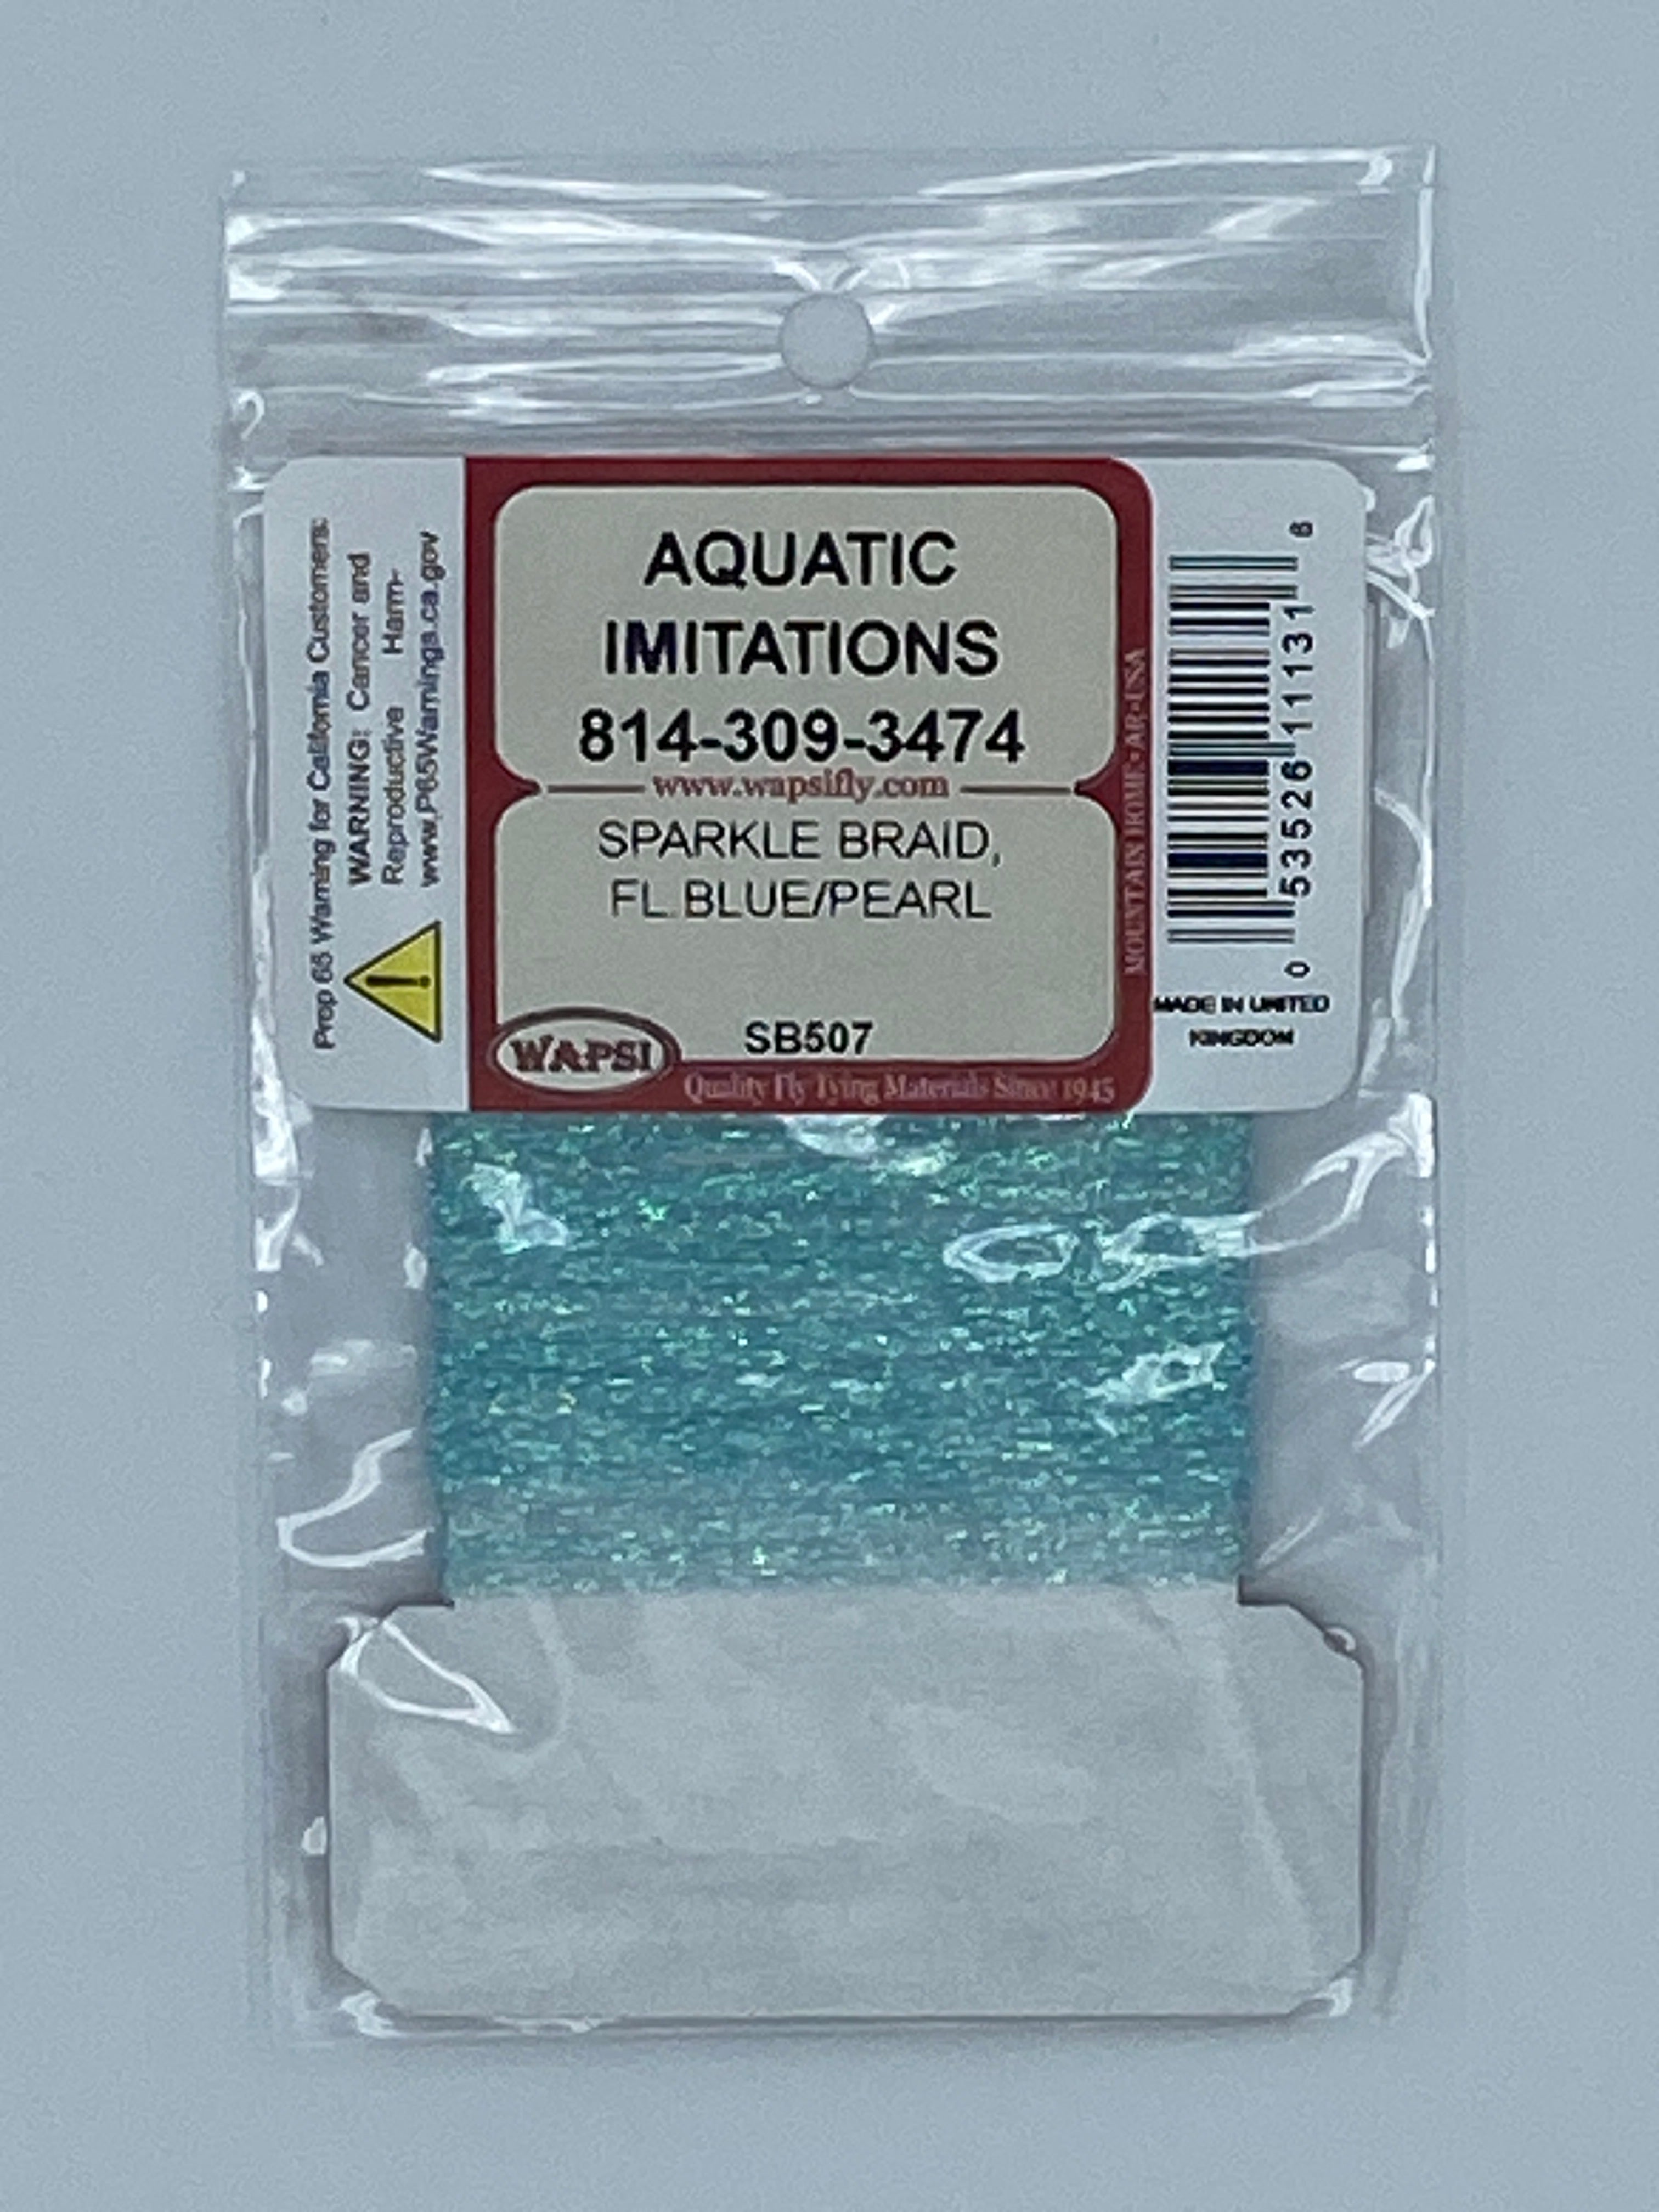 Prop 65 Warning for California Customers:
WARNING: Cancer and
Reproductive Harm-
www.P65Warnings.ca.gov
AQUATIC
IMITATIONS
814-309-3474
www.wapsifly.com
SPARKLE BRAID,
FL.BLUE/PEARL
SB507
WAPSI
Quality Fly Tying Materials Since 1945
MOUNTAIN HOME•AR•USA
0 53526 11131 6
MADE IN UNITED
KINGDOM